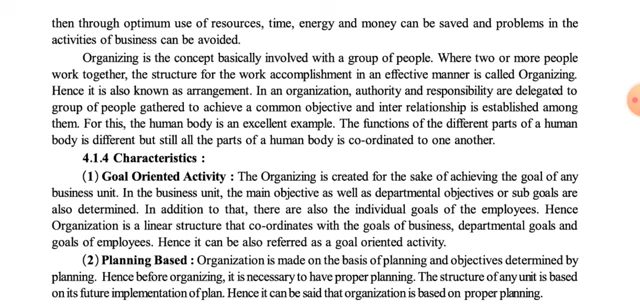 then through optimum use of resources, time, energy and money can be saved and problems in the
activities of business can be avoided.
Organizing is the concept basically involved with a group of people. Where two or more people
work together, the structure for the work accomplishment in an effective manner is called Organizing.
Hence it is also known as arrangement. In an organization, authority and responsibility are delegated to
group of people gathered to achieve a common objective and inter relationship is established among
them. For this, the human body is an excellent example. The functions of the different parts of a human
body is different but still all the parts of a human body is co-ordinated to one another.
4.1.4 Characteristics :
(1) Goal Oriented Activity : The Organizing is created for the sake of achieving the goal of any
business unit. In the business unit, the main objective as well as departmental objectives or sub goals are
also determined. In addition to that, there are also the individual goals of the employees. Hence
Organization is a linear structure that co-ordinates with the goals of business, departmental goals and
goals of employees. Hence it can be also referred as a goal oriented activity.
(2) Planning Based : Organization is made on the basis of planning and objectives determined by
planning. Hence before organizing, it is necessary to have proper planning. The structure of any unit is based
on its future implementation of plan. Hence it can be said that organization is based on proper planning.